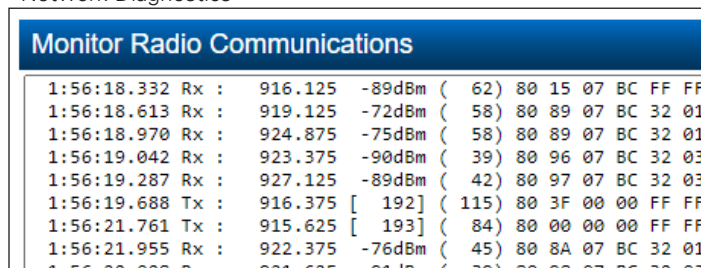 Network Diagnostics
Monitor Radio Communications
1:56:18.332 Rx : 916.125 -89dBm ( 62) 80 15 07 BC FF FF
1:56:18.613 Rx : 919.125 -72dBm ( 58) 80 89 07 BC 32 01
1:56:18.970 Rx : 924.875 -75dBm ( 58) 80 89 07 BC 32 01
1:56:19.042 Rx : 923.375 -90dBm ( 39) 80 96 07 BC 32 03
1:56:19.287 Rx : 927.125 -89dBm ( 42) 80 97 07 BC 32 03
1:56:19.688 Tx : 916.375 [ 192] ( 115) 80 3F 00 00 FF FF
1:56:21.761 Tx : 915.625 [ 193] ( 84) 80 00 00 00 FF FF
1:56:21.955 Rx : 922.375 -76dBm ( 45) 80 8A 07 BC 32 01